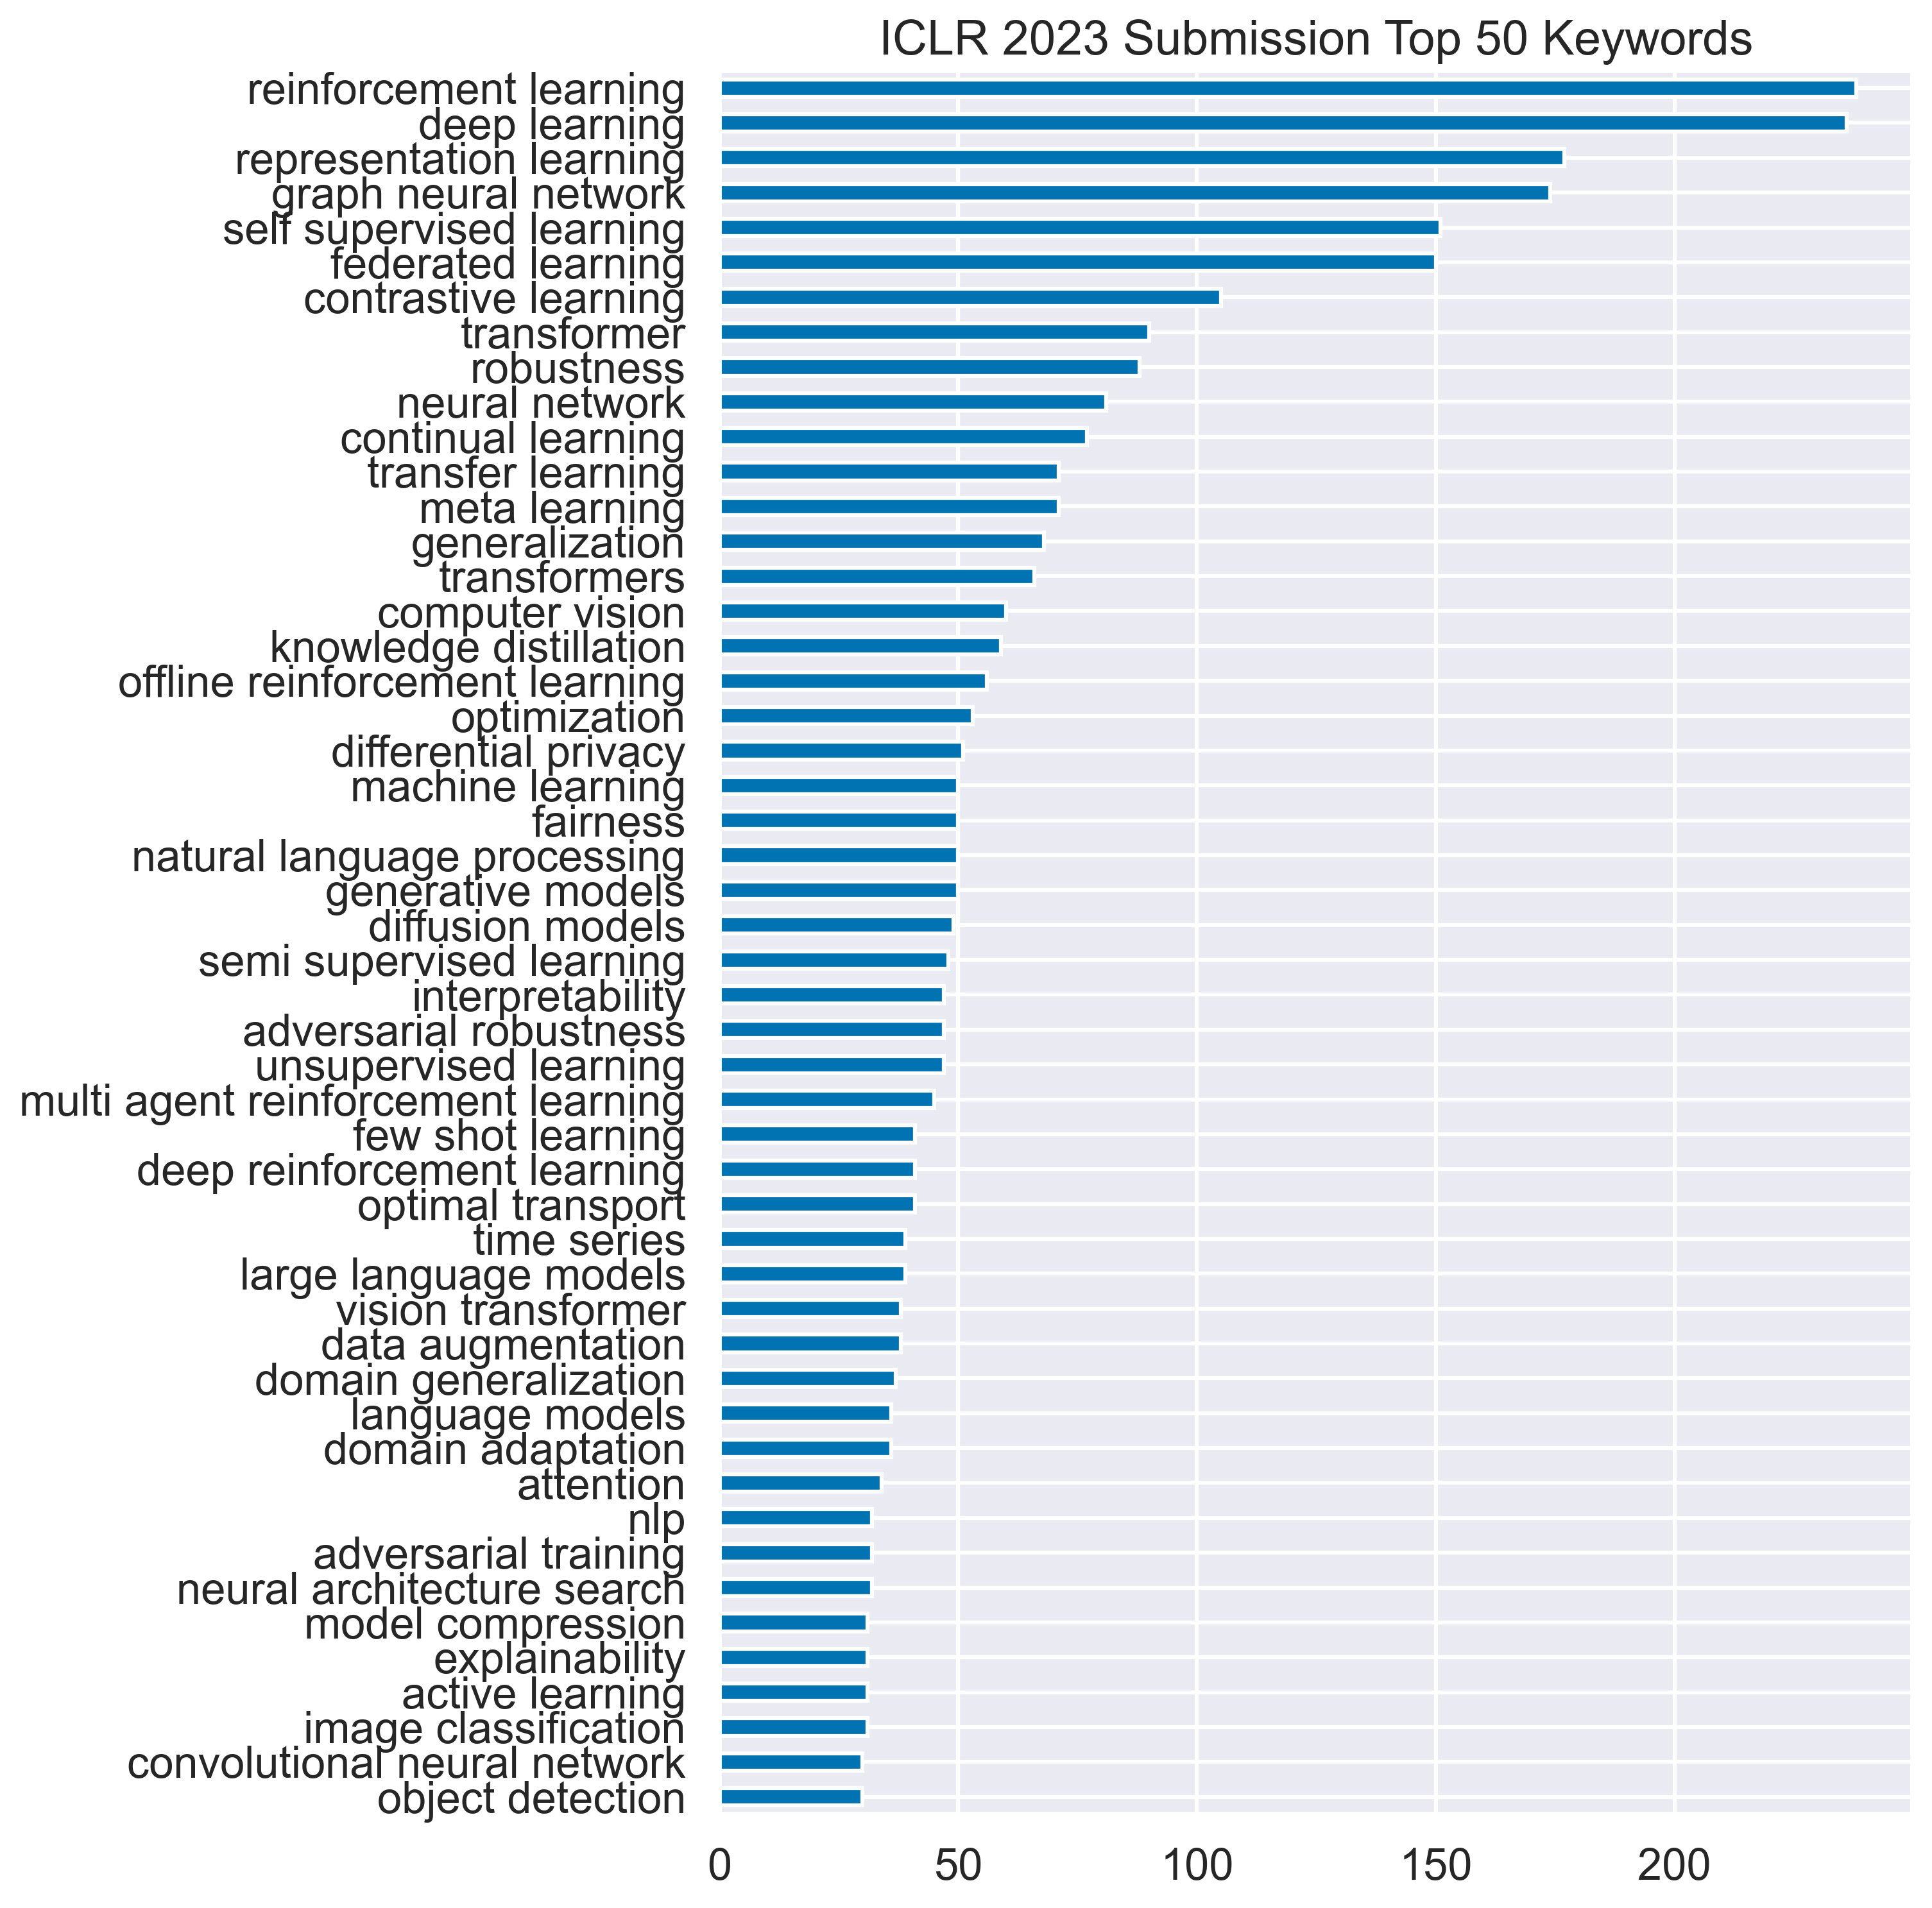 ICLR 2023 Submission Top 50 Keywords
reinforcement learning
deep learning
representation learning
graph neural network
self supervised learning
federated learning
contrastive learning
transformer
robustness
neural network
continual learning
transfer learning
meta learning
generalization
transformers
computer vision
knowledge distillation
offline reinforcement learning
optimization
differential privacy
machine learning
fairness
natural language processing
generative models
diffusion models
semi supervised learning
interpretability
adversarial robustness
unsupervised learning
multi agent reinforcement learning
few shot learning
deep reinforcement learning
optimal transport
time series
large language models
vision transformer
data augmentation
domain generalization
language models
domain adaptation
attention
nlp
adversarial training
neural architecture search
model compression
explainability
active learning
image classification
convolutional neural network
object detection
0 50 100 150 200